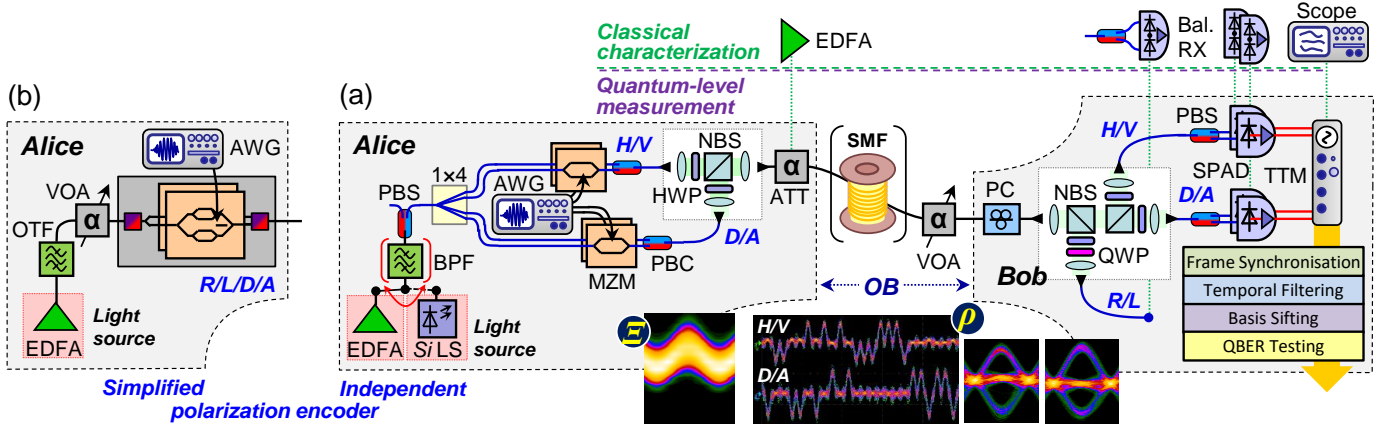 Classical
characterization
Quantum-level
measurement
EDFA
Bal.
RX
Scope
(b)
Alice
AWG
VOA
α
OTF
R/L/D/A
Light
source
EDFA
Simplified
polarization encoder
(a)
Alice
H/V
NBS
1×4
PBS
AWG
HWP
α
ATT
D/A
BPF
PBC
MZM
EDFA
Si LS
Light
source
Independent
SMF
α
VOA
PC
OB
Bob
NBS
QWP
H/V
PBS
SPAD
TTM
D/A
R/L
Frame Synchronisation
Temporal Filtering
Basis Sifting
QBER Testing
Ξ
H/V
D/A
ρ